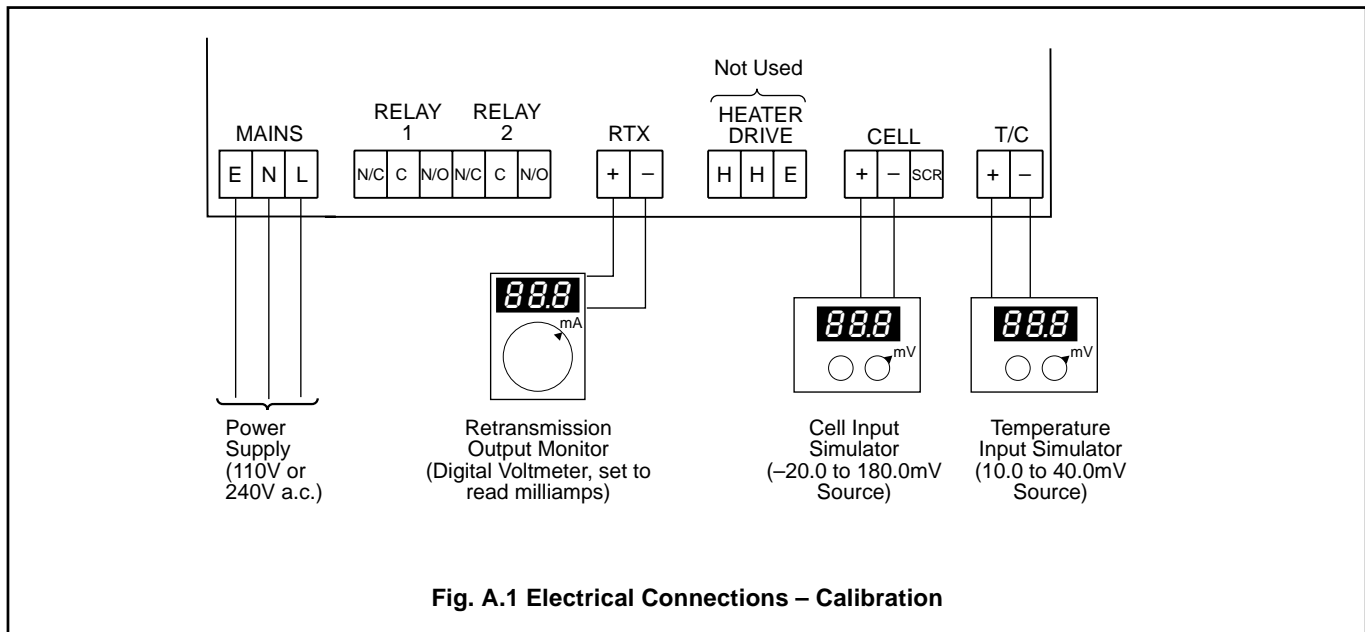 Not Used
RELAY 1
RELAY 2
HEATER DRIVE
MAINS
RTX
CELL
T/C
E N L
N/C C N/O N/C C N/O
+ –
H H E
+ – SCR
+ –
88.8
mA
88.8
mV
88.8
mV
Power
Supply
(110V or
240V a.c.)
Retransmission
Output Monitor
(Digital Voltmeter, set to
read milliamps)
Cell Input
Simulator
(–20.0 to 180.0mV
Source)
Temperature
Input Simulator
(10.0 to 40.0mV
Source)
Fig. A.1 Electrical Connections – Calibration